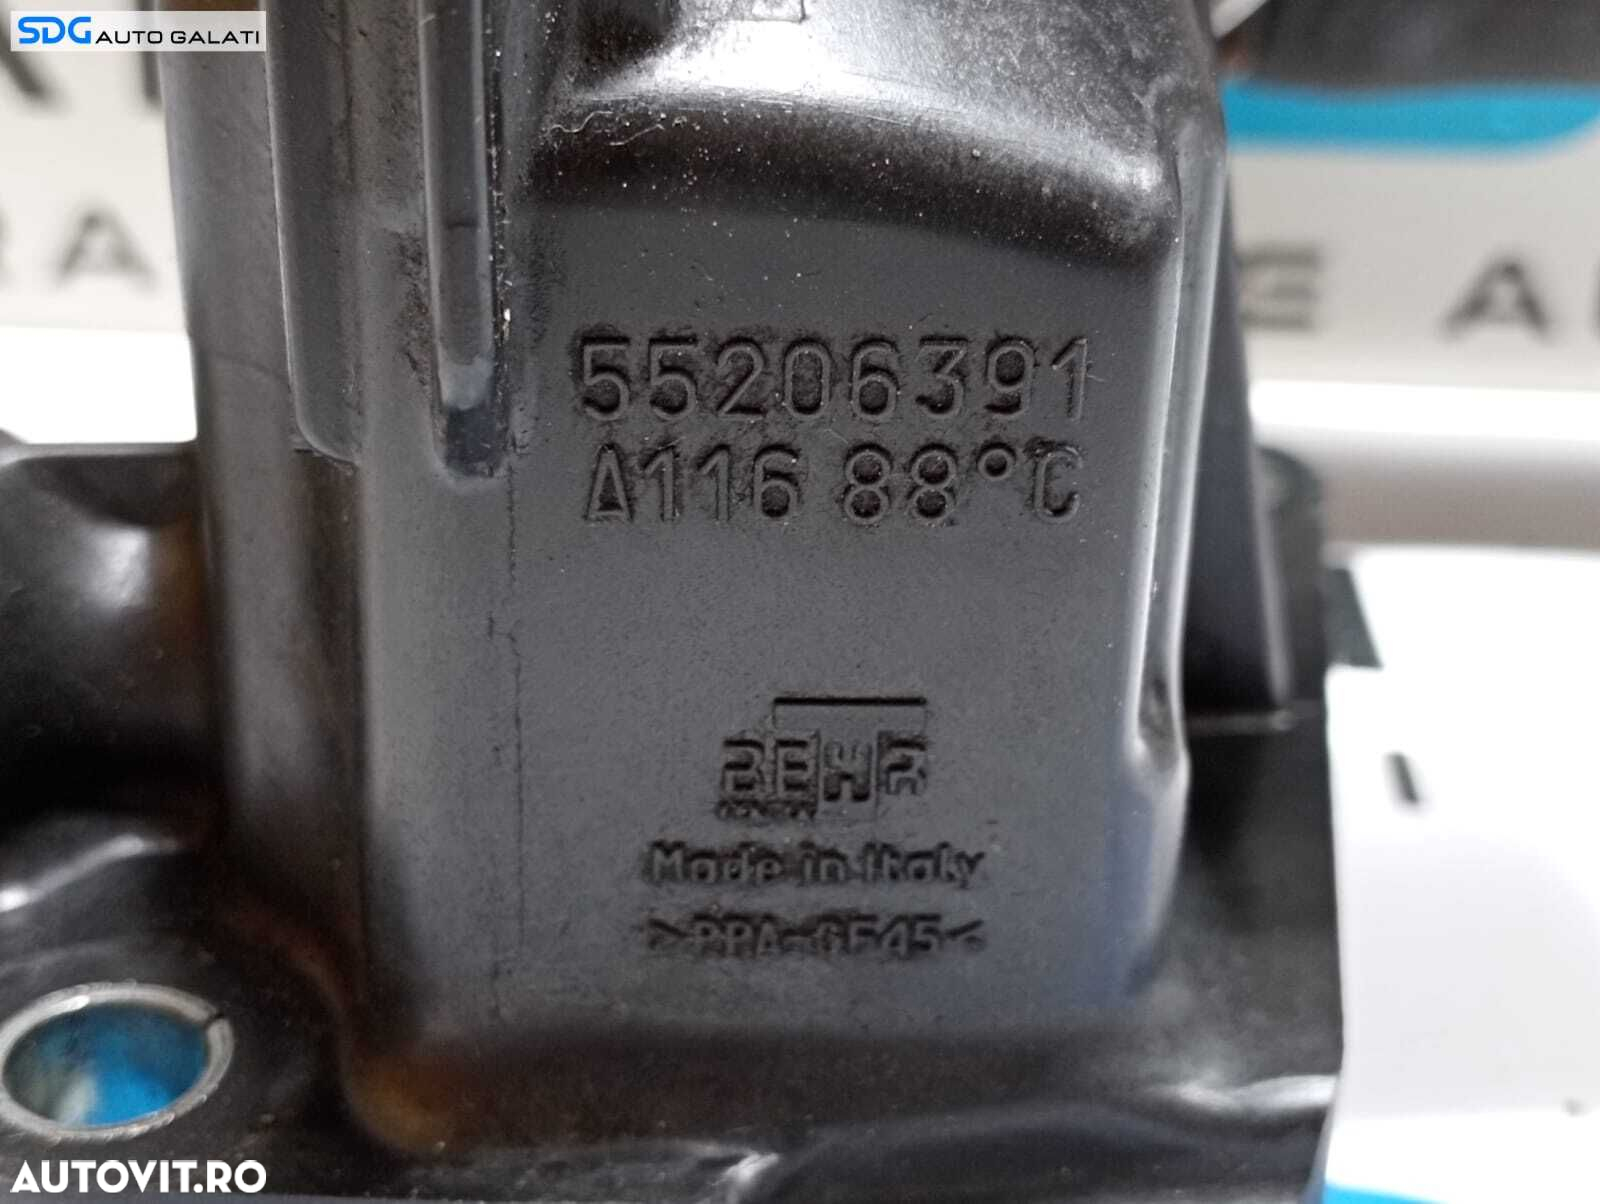 SDG AUTO GALATI
55206391
A116 88°C
BEHR
Made in Italy
>PPA-GF45<
AUTOVIT.RO